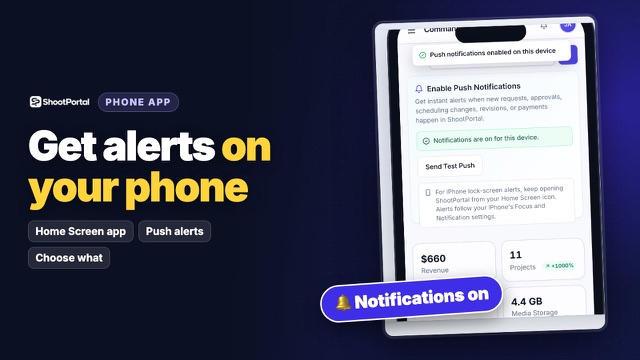 ShootPortal
PHONE APP
Get alerts on
your phone
Home Screen app
Push alerts
Choose what
JK
Push notifications enabled on this device
Enable Push Notifications
Get instant alerts when new requests, approvals,
scheduling changes, revisions, or payments
happen in ShootPortal.
Notifications are on for this device.
Send Test Push
For iPhone lock-screen alerts, keep opening
ShootPortal from your Home Screen icon.
Alerts follow your iPhone's Focus and
Notification settings.
$660
Revenue
11
Projects
+1000%
4.4 GB
Media Storage
Notifications on